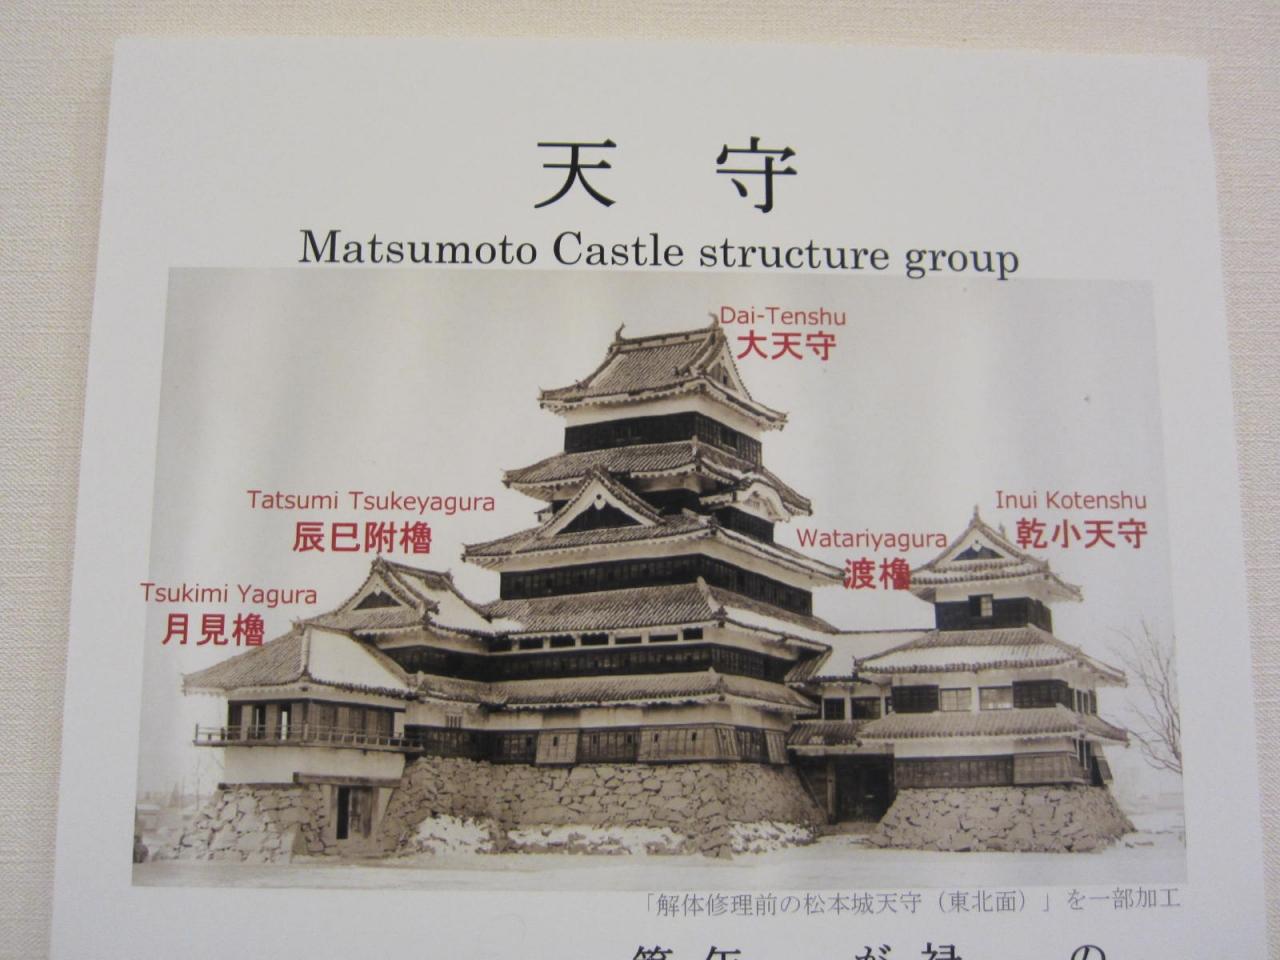 天 守
Matsumoto Castle structure group
Dai-Tenshu
大天守
Tatsumi Tsukeyagura
辰巳附櫓
Inui Kotenshu
乾小天守
Watariyagura
渡櫓
Tsukimi Yagura
月見櫓
「解体修理前の松本城天守（東北面）」を一部加工